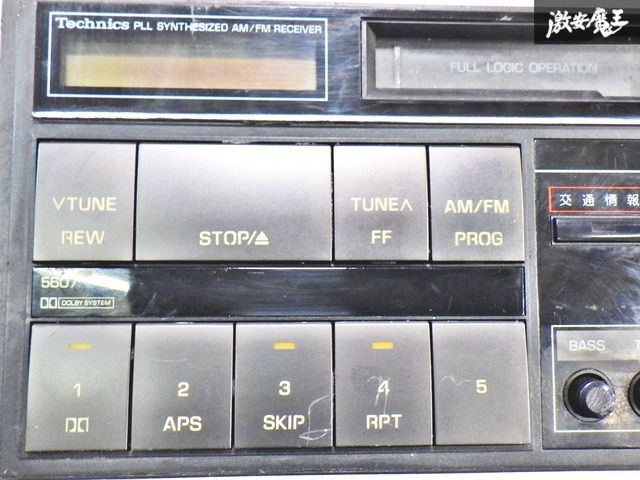 激安魔王
Technics PLL SYNTHESIZED AM/FM RECEIVER
FULL LOGIC OPERATION
∨TUNE
REW
STOP/⏏
TUNE∧
FF
AM/FM
PROG
交通情報
5607
DOLBY SYSTEM
1
2
APS
3
SKIP
4
RPT
5
BASS
T